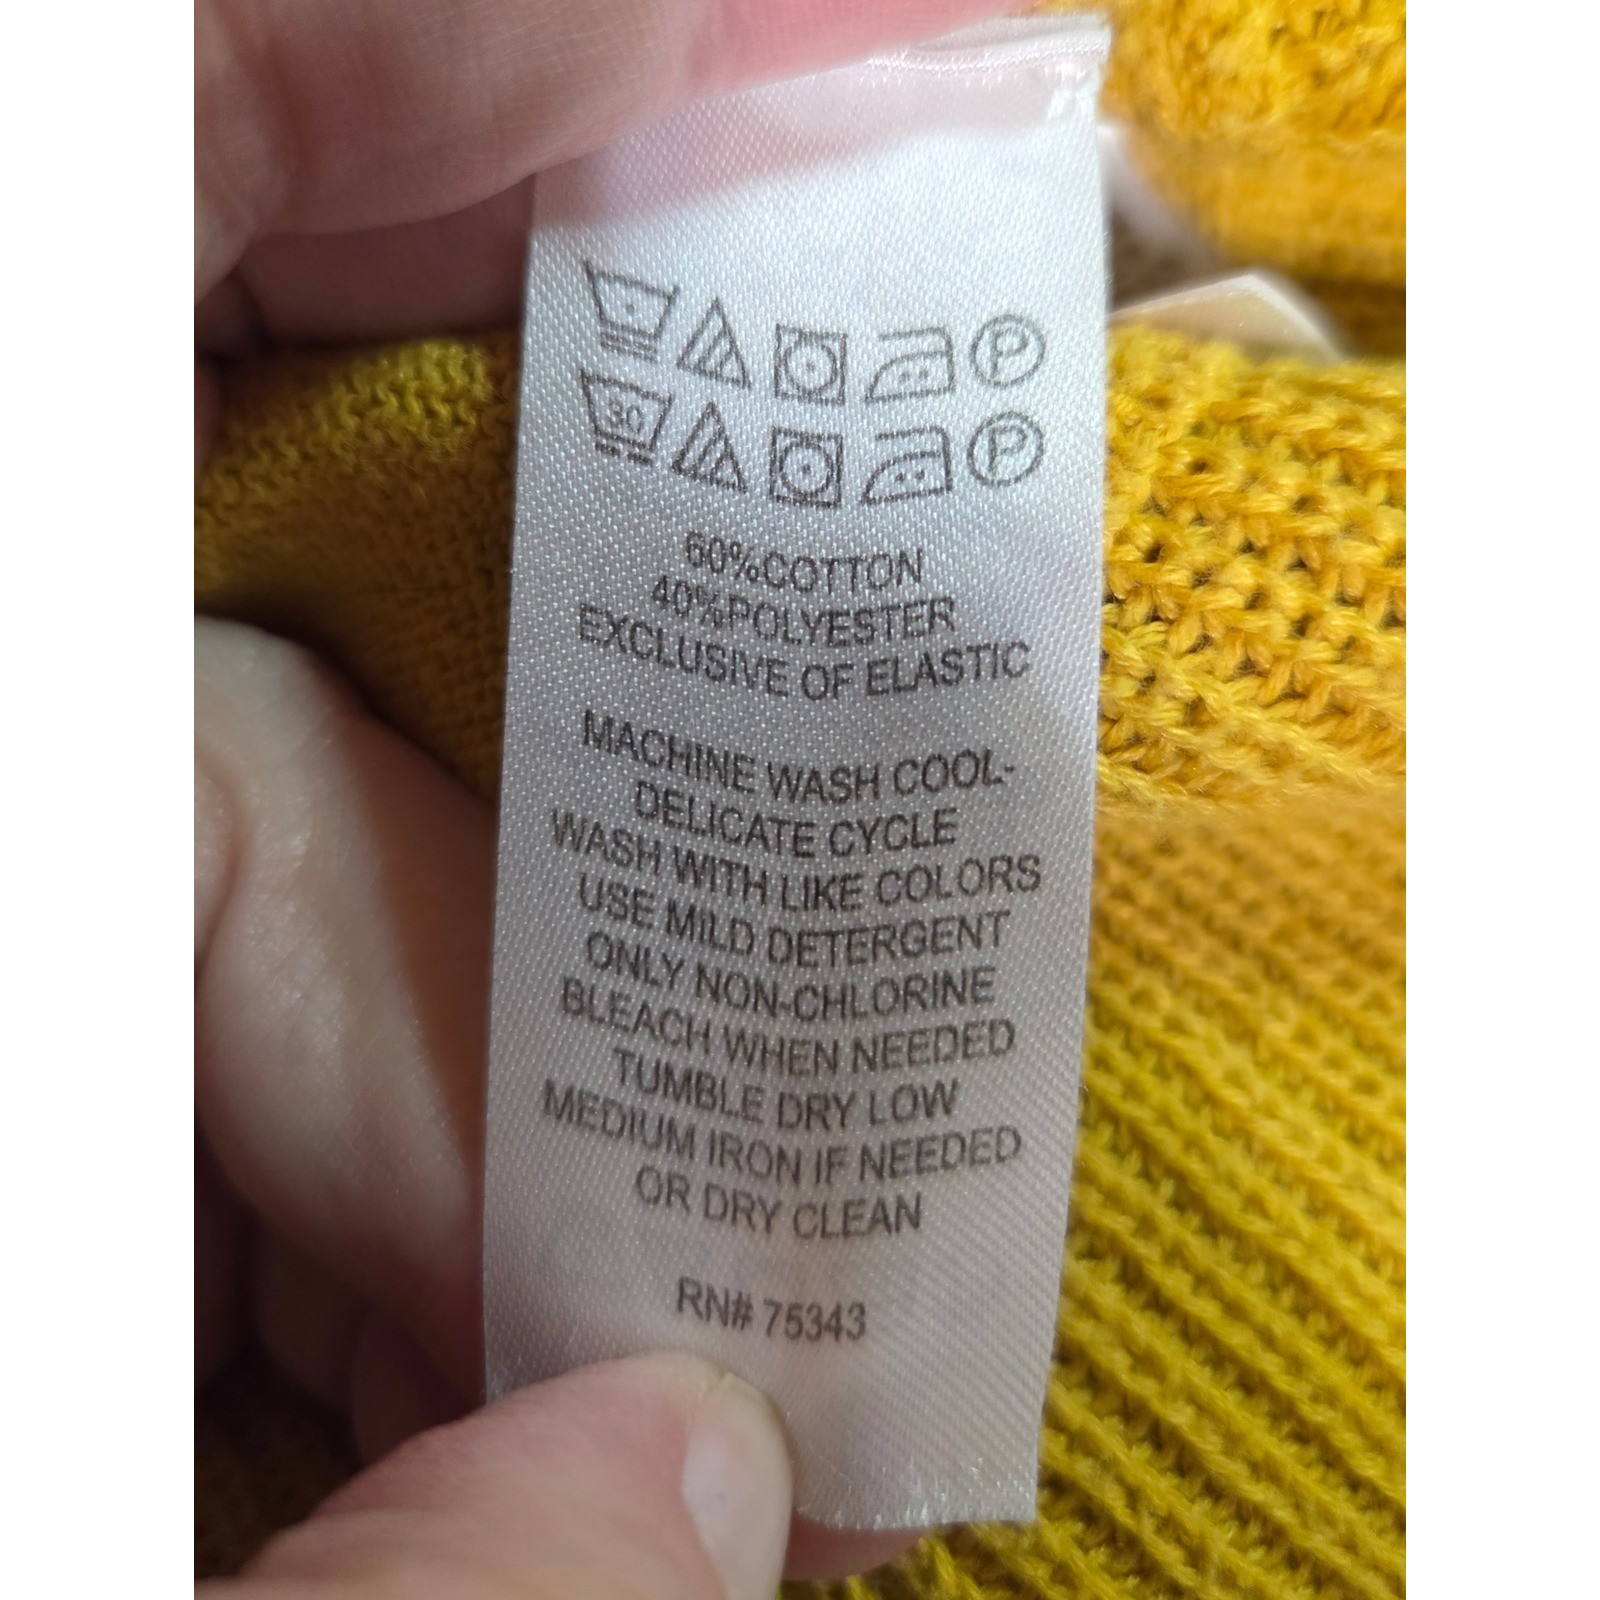 P
30 P
60%COTTON
40%POLYESTER
EXCLUSIVE OF ELASTIC
MACHINE WASH COOL-
DELICATE CYCLE
WASH WITH LIKE COLORS
USE MILD DETERGENT
ONLY NON-CHLORINE
BLEACH WHEN NEEDED
TUMBLE DRY LOW
MEDIUM IRON IF NEEDED
OR DRY CLEAN
RN# 75343